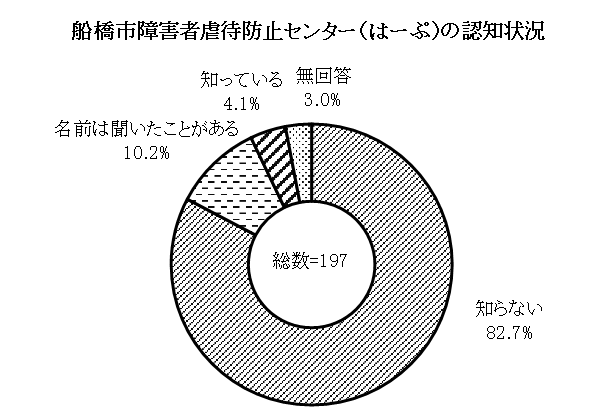 船橋市障害者虐待防止センター（はーぷ）の認知状況
無回答
3.0%
知っている
4.1%
名前は聞いたことがある
10.2%
総数=197
知らない
82.7%